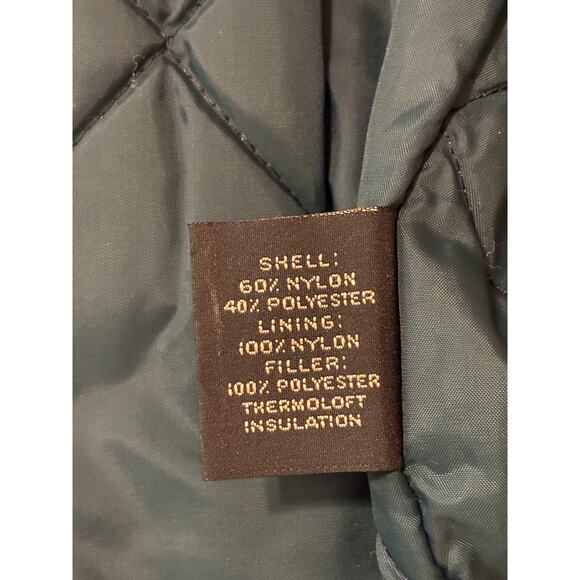 SHELL:
60% NYLON
40% POLYESTER
LINING:
100% NYLON
FILLER:
100% POLYESTER
THERMOLOFT
INSULATION